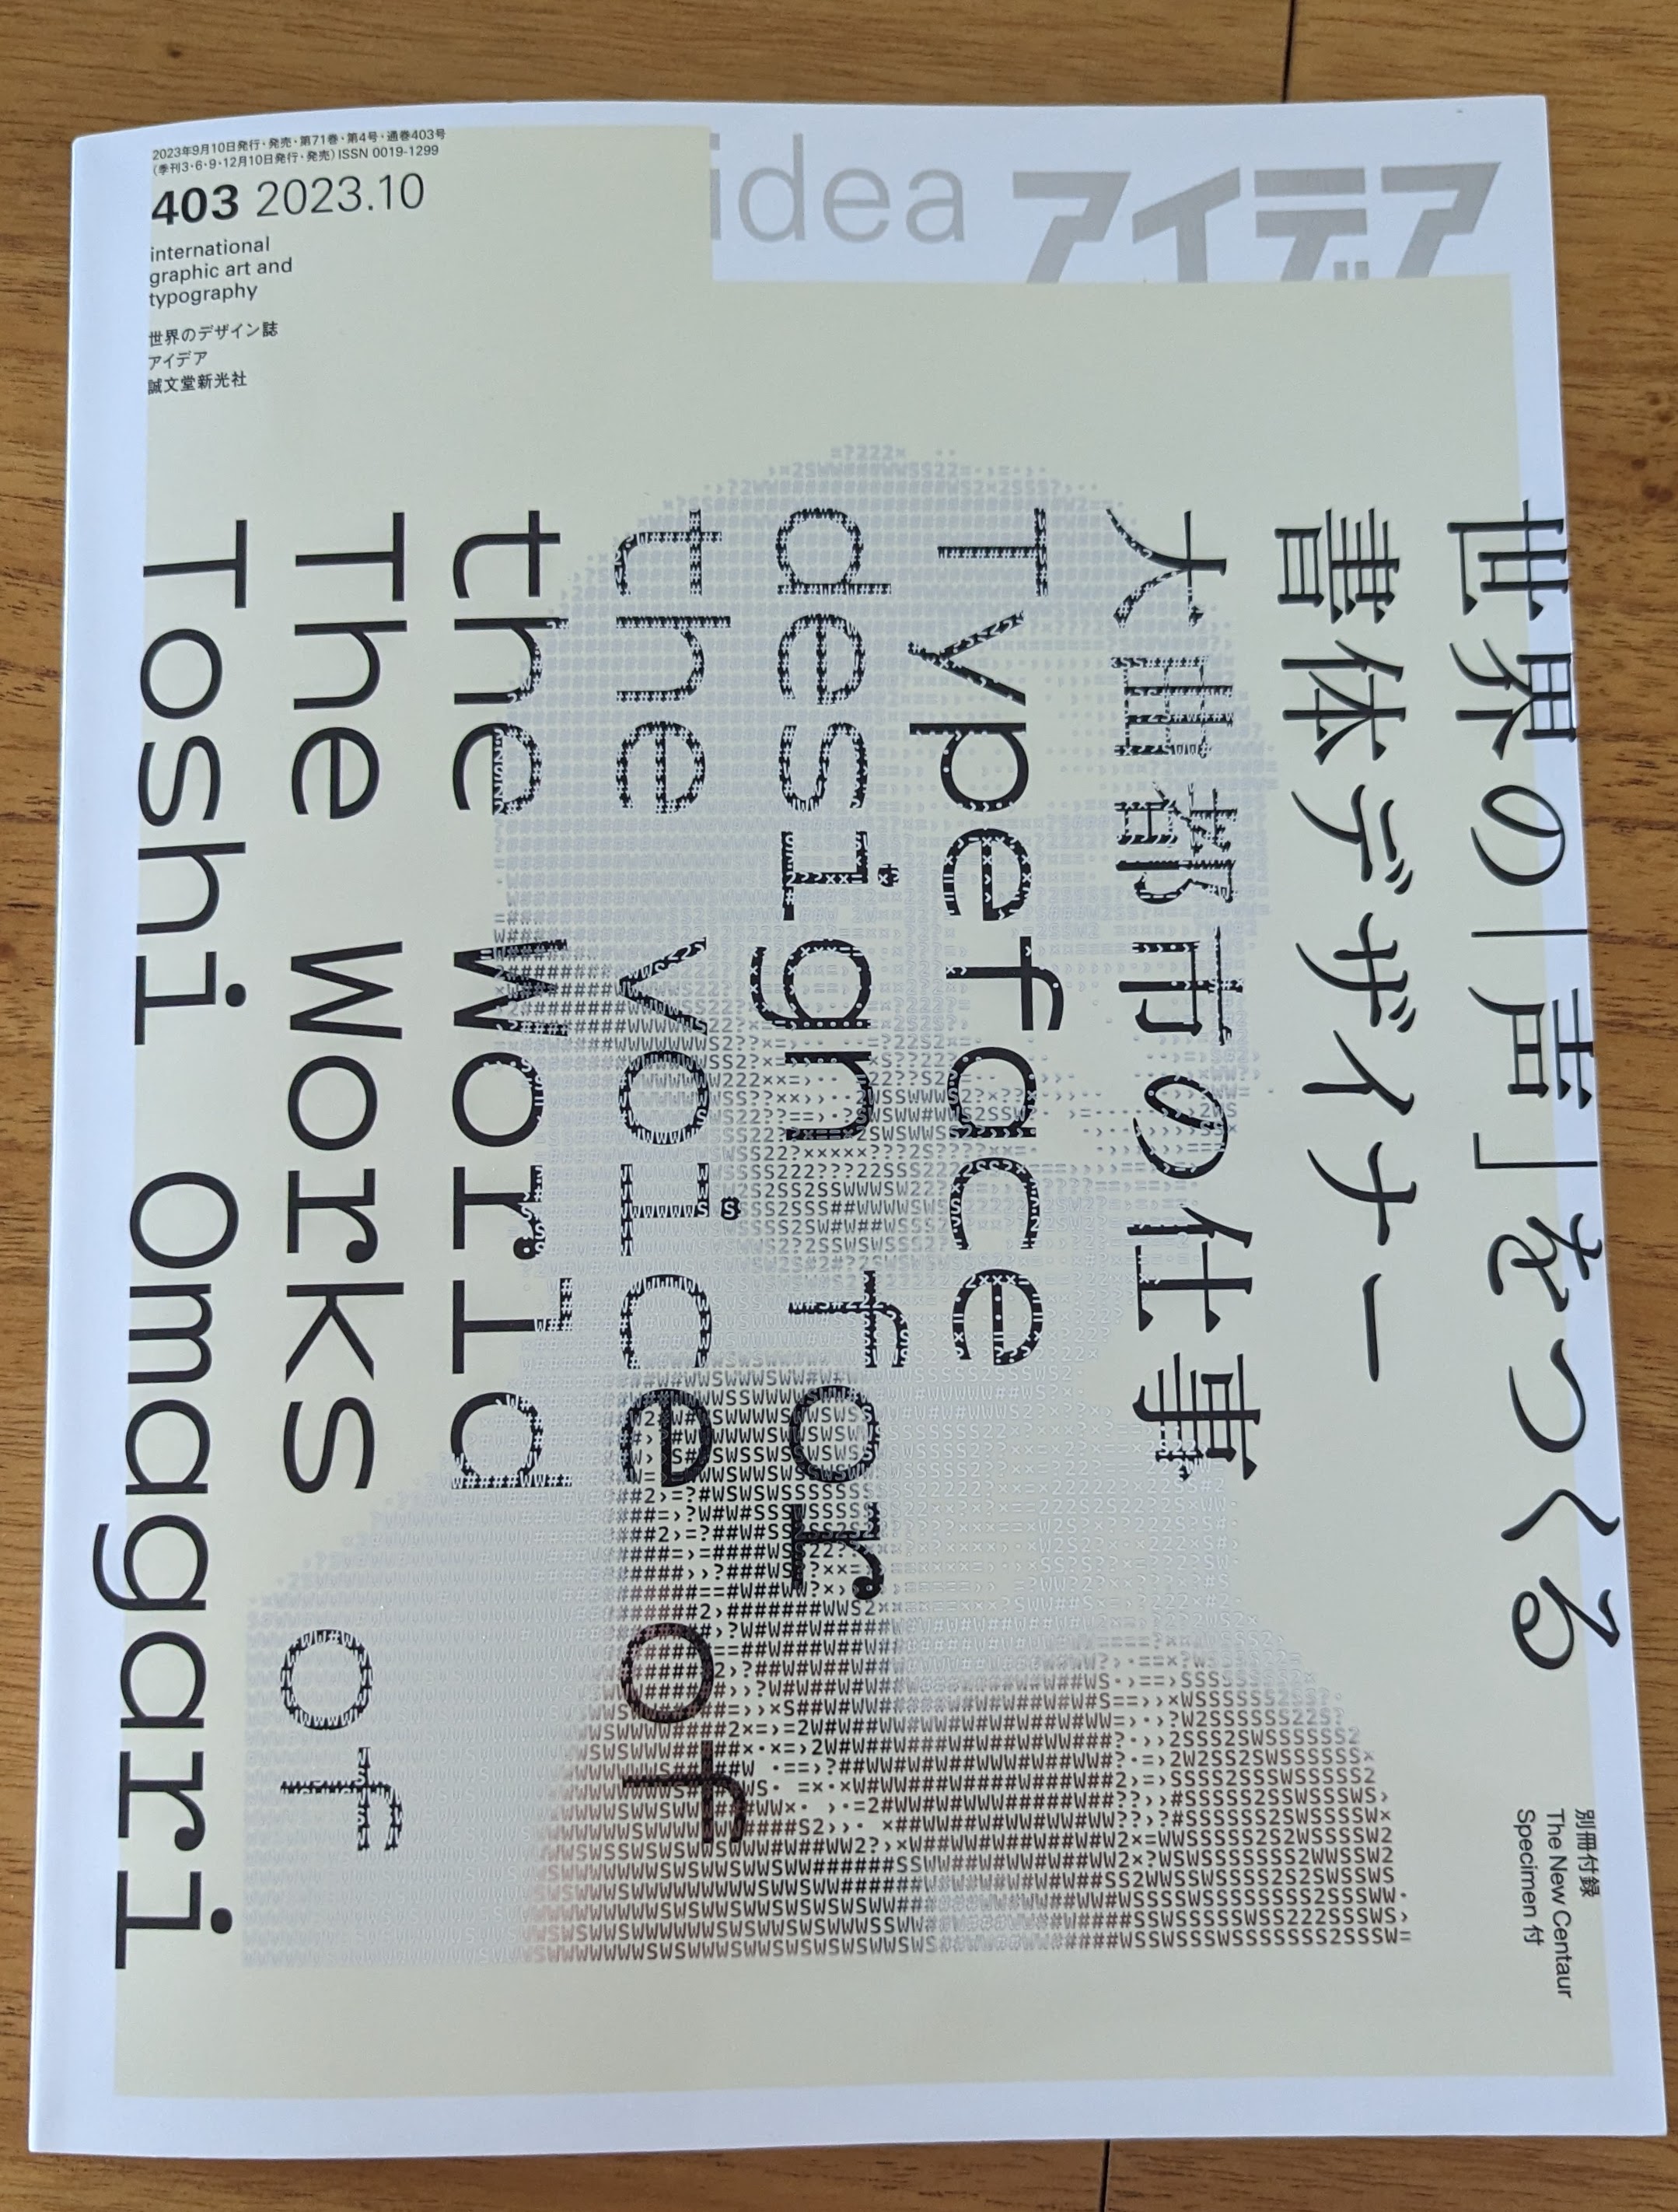 2023年9月10日発行・発売・第71巻・第4号・通巻403号
(季刊3・6・9・12月10日発行・発売) ISSN 0019-1299
403 2023.10
international
graphic art and
typography
世界のデザイン誌
アイデア
誠文堂新光社
idea アイデア
世界の「声」をつくる
書体デザイナー
大曲都市の仕事
Typeface
design for
the voice of
the world
The Works of
Toshi Omagari
別冊付録
The New Centaur
Specimen 付